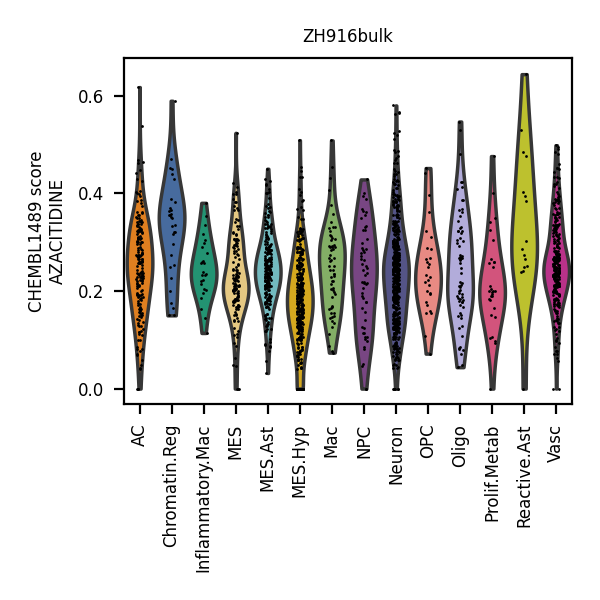 ZH916bulk
CHEMBL1489 score
AZACITIDINE
0.6
0.4
0.2
0.0
AC
Chromatin.Reg
Inflammatory.Mac
MES
MES.Ast
MES.Hyp
Mac
NPC
Neuron
OPC
Oligo
Prolif.Metab
Reactive.Ast
Vasc